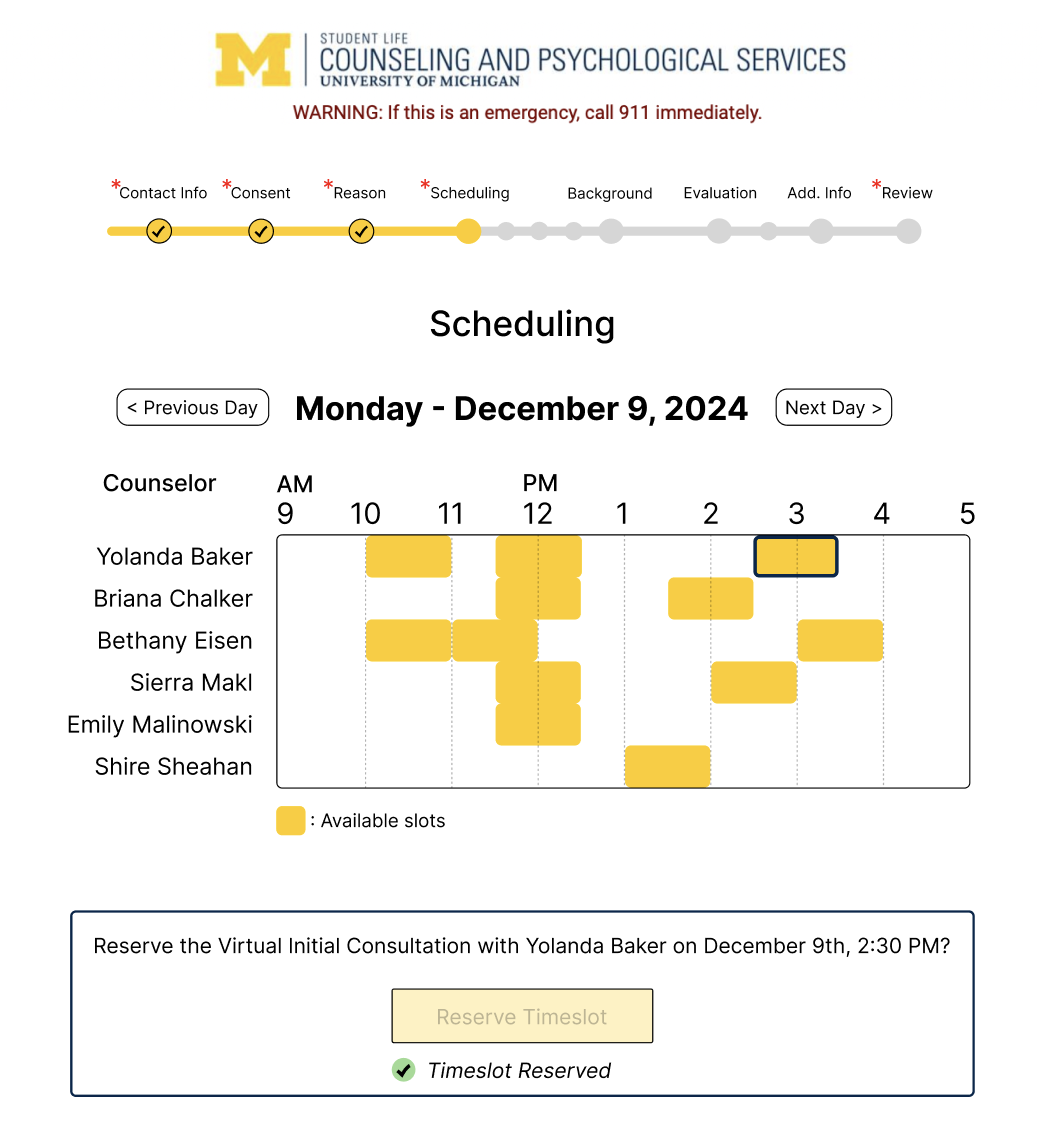 M STUDENT LIFE
COUNSELING AND PSYCHOLOGICAL SERVICES
UNIVERSITY OF MICHIGAN
WARNING: If this is an emergency, call 911 immediately.
*Contact Info *Consent *Reason *Scheduling Background Evaluation Add. Info *Review
Scheduling
< Previous Day Monday - December 9, 2024 Next Day >
Counselor AM PM
9 10 11 12 1 2 3 4 5
Yolanda Baker
Briana Chalker
Bethany Eisen
Sierra Makl
Emily Malinowski
Shire Sheahan
: Available slots
Reserve the Virtual Initial Consultation with Yolanda Baker on December 9th, 2:30 PM?
Reserve Timeslot
Timeslot Reserved